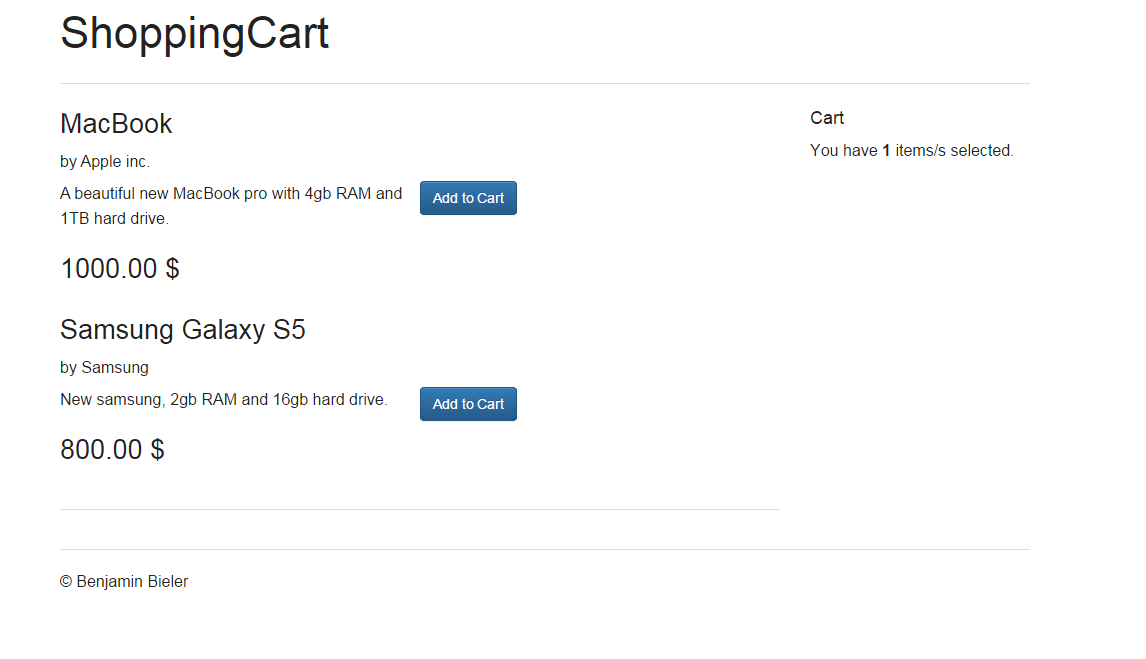 ShoppingCart
MacBook
by Apple inc.
A beautiful new MacBook pro with 4gb RAM and
1TB hard drive.
Add to Cart
1000.00 $
Samsung Galaxy S5
by Samsung
New samsung, 2gb RAM and 16gb hard drive.
Add to Cart
800.00 $
Cart
You have 1 items/s selected.
© Benjamin Bieler